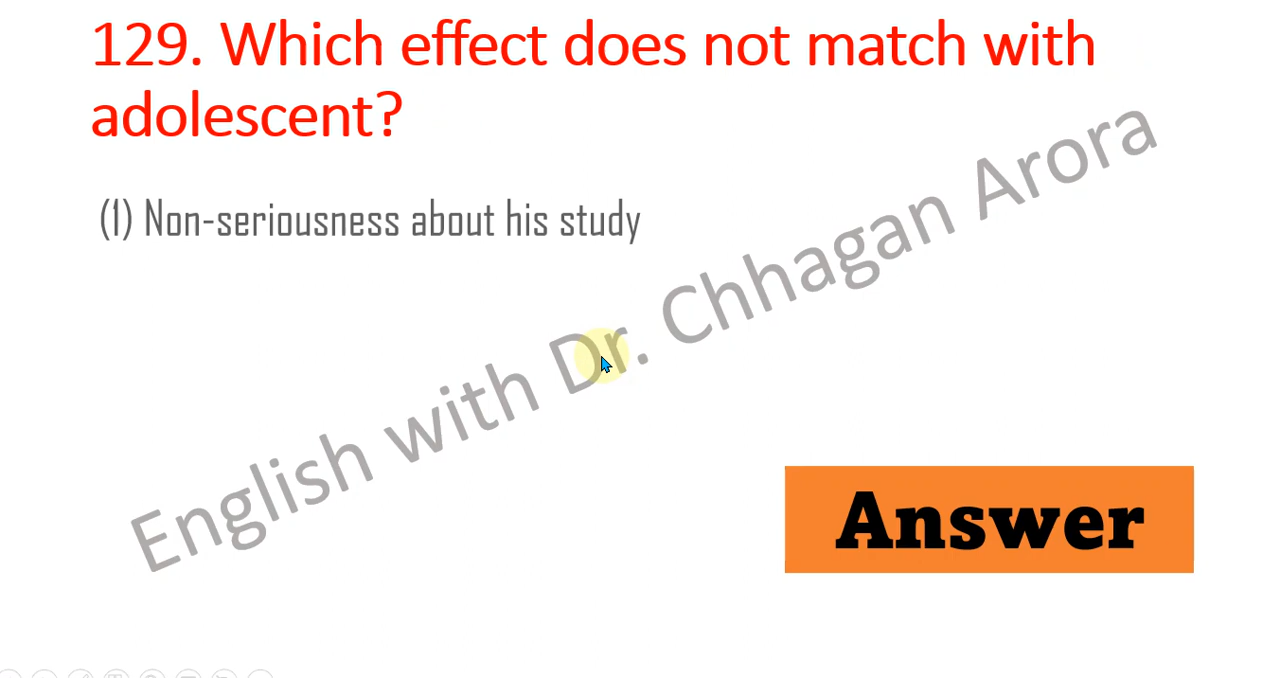 129. Which effect does not match with
adolescent?
(1) Non-seriousness about his study
English with Dr. Chhagan Arora
Answer